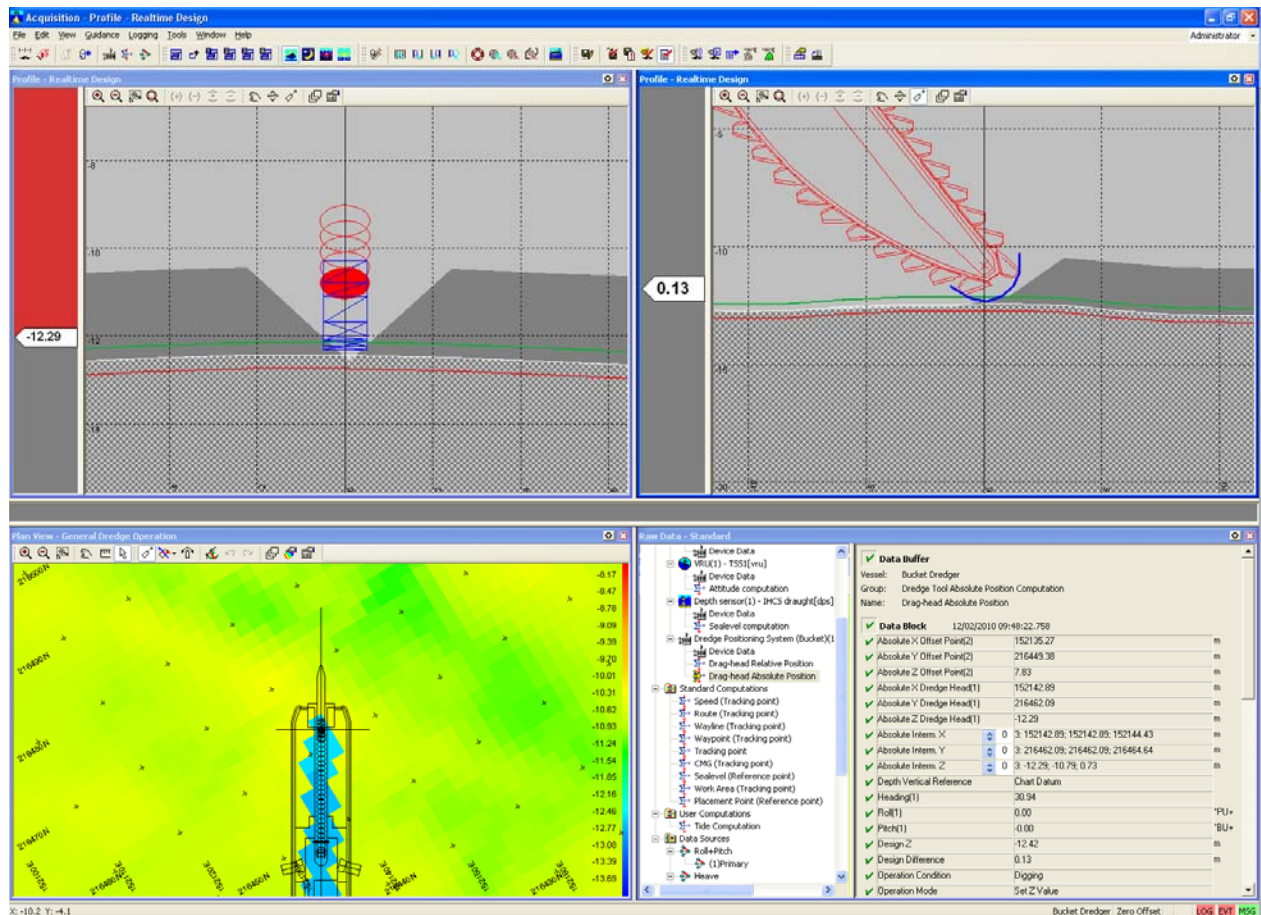 Acquisition - Profile - Realtime Design
File Edit View Guidance Logging Tools Window Help
Administrator
Profile - Realtime Design
-8
-10
-12
-14
-12.29
Profile - Realtime Design
-5
-10
-15
0.13
Plan View - General Dredge Operation
216490N
216480N
216470N
-0.17
-8.47
-8.78
-9.09
-9.39
-9.70
-10.01
-10.31
-10.62
-10.93
-11.24
-11.54
-11.85
-12.16
-12.46
-12.77
-13.00
-13.39
-13.69
Raw Data - Standard
Device Data
VRU(1) - TSS1[vru]
Device Data
Attitude computation
Depth sensor(1) - IHCS draught[dps]
Device Data
Sealevel computation
Dredge Positioning System (Bucket)(1
Device Data
Drag-head Relative Position
Drag-head Absolute Position
Standard Computations
Speed (Tracking point)
Route (Tracking point)
Wayline (Tracking point)
Waypoint (Tracking point)
Tracking point
CMG (Tracking point)
Sealevel (Reference point)
Work Area (Tracking point)
Placement Point (Reference point)
User Computations
Tide Computation
Data Sources
Roll+Pitch
(1)Primary
Heave
Data Buffer
Vessel: Bucket Dredger
Group: Dredge Tool Absolute Position Computation
Name: Drag-head Absolute Position
Data Block 12/02/2010 09:48:22.758
Absolute X Offset Point(2) 152135.27 m
Absolute Y Offset Point(2) 216449.38 m
Absolute Z Offset Point(2) 7.83 m
Absolute X Dredge Head(1) 152142.89 m
Absolute Y Dredge Head(1) 216462.09 m
Absolute Z Dredge Head(1) -12.29 m
Absolute Interm. X 0 3: 152142.89; 152142.89; 152144.43 m
Absolute Interm. Y 0 3: 216462.09; 216462.09; 216464.64 m
Absolute Interm. Z 0 3: -12.29; -10.79; 0.73 m
Depth Vertical Reference Chart Datum
Heading(1) 30.94
Roll(1) 0.00 °PU+
Pitch(1) -0.00 °BU+
Design Z -12.42 m
Design Difference 0.13 m
Operation Condition Digging
Operation Mode Set Z Value
X: -10.2 Y: -4.1
Bucket Dredger Zero Offset LOG EVT MSG